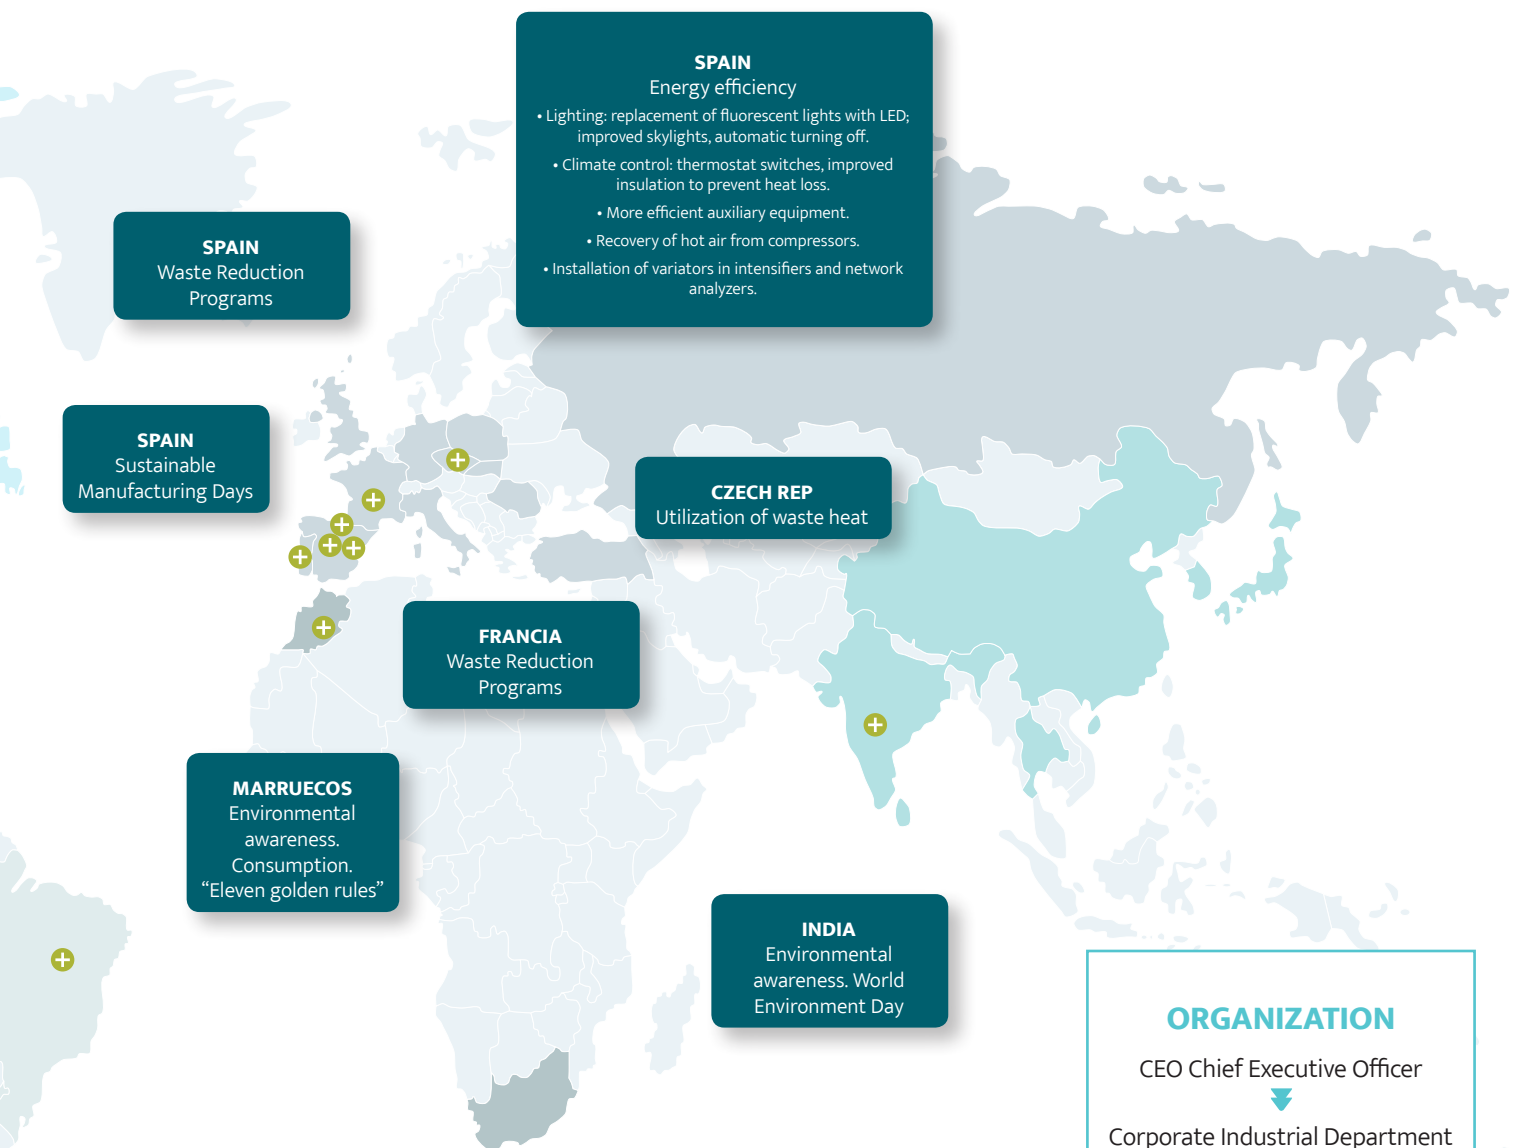 SPAIN
Energy efficiency
• Lighting: replacement of fluorescent lights with LED;
improved skylights, automatic turning off.
• Climate control: thermostat switches, improved
insulation to prevent heat loss.
• More efficient auxiliary equipment.
• Recovery of hot air from compressors.
• Installation of variators in intensifiers and network
analyzers.
SPAIN
Waste Reduction
Programs
SPAIN
Sustainable
Manufacturing Days
CZECH REP
Utilization of waste heat
FRANCIA
Waste Reduction
Programs
MARRUECOS
Environmental
awareness.
Consumption.
“Eleven golden rules”
INDIA
Environmental
awareness. World
Environment Day
ORGANIZATION
CEO Chief Executive Officer
Corporate Industrial Department